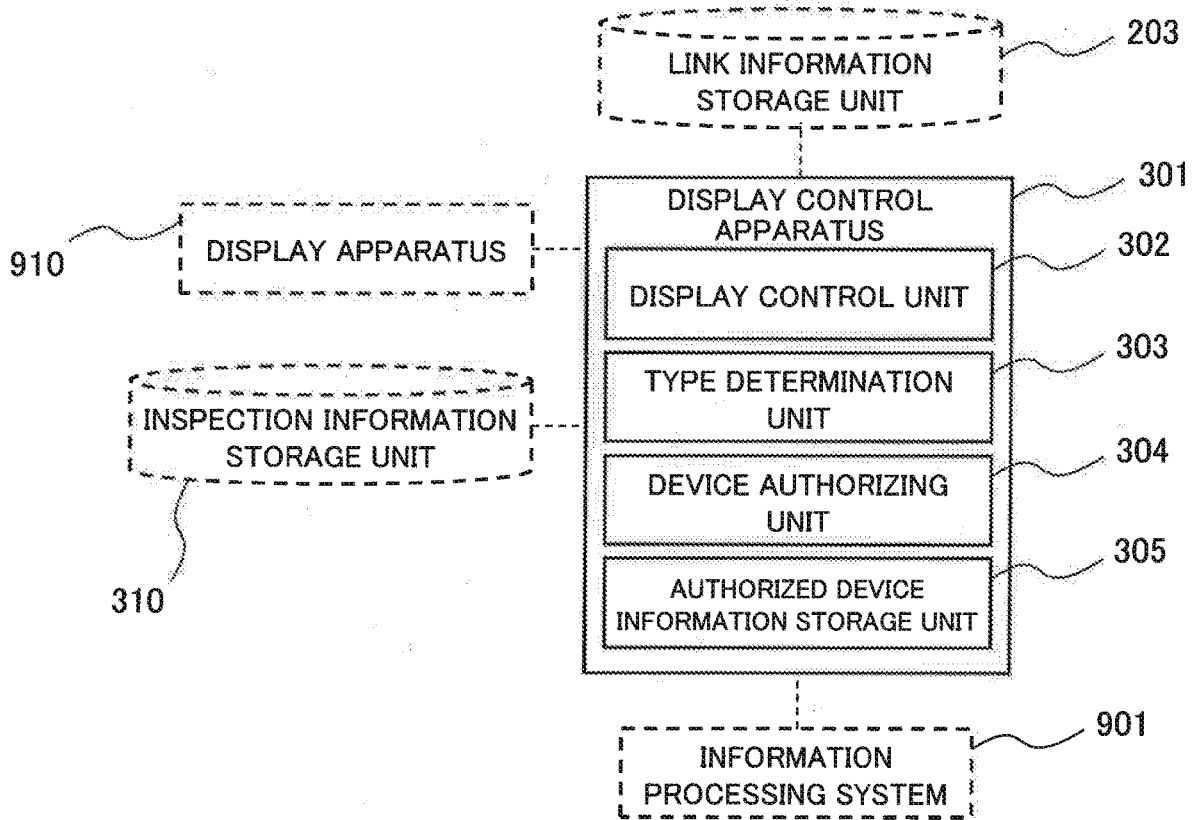 203
LINK INFORMATION
STORAGE UNIT
301
DISPLAY CONTROL
APPARATUS
910
DISPLAY APPARATUS
302
DISPLAY CONTROL UNIT
303
TYPE DETERMINATION
UNIT
INSPECTION INFORMATION
STORAGE UNIT
310
304
DEVICE AUTHORIZING
UNIT
305
AUTHORIZED DEVICE
INFORMATION STORAGE UNIT
901
INFORMATION
PROCESSING SYSTEM